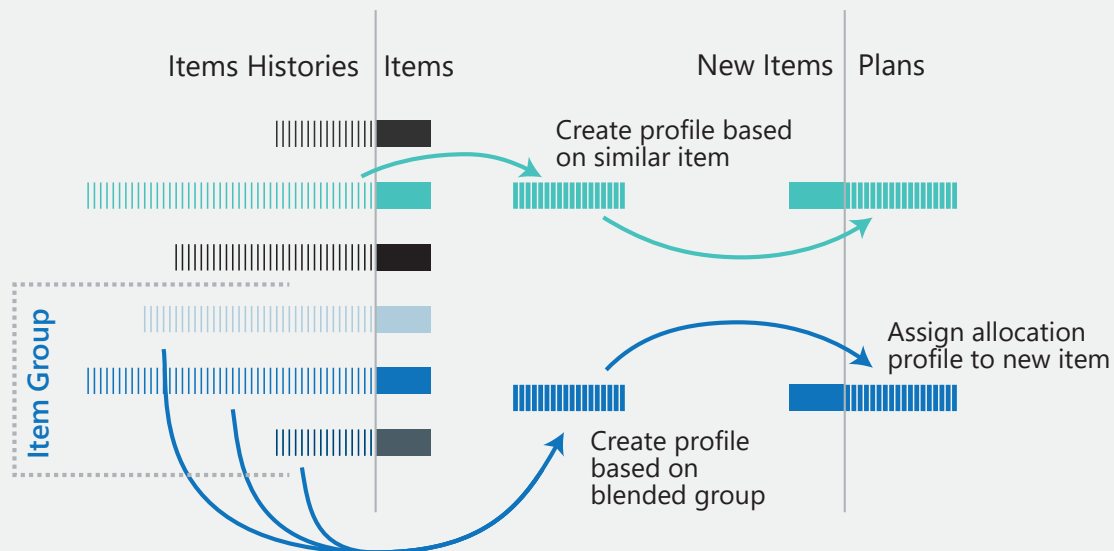 Items Histories
Items
New Items
Plans
Create profile based
on similar item
Item Group
Assign allocation
profile to new item
Create profile
based on
blended group